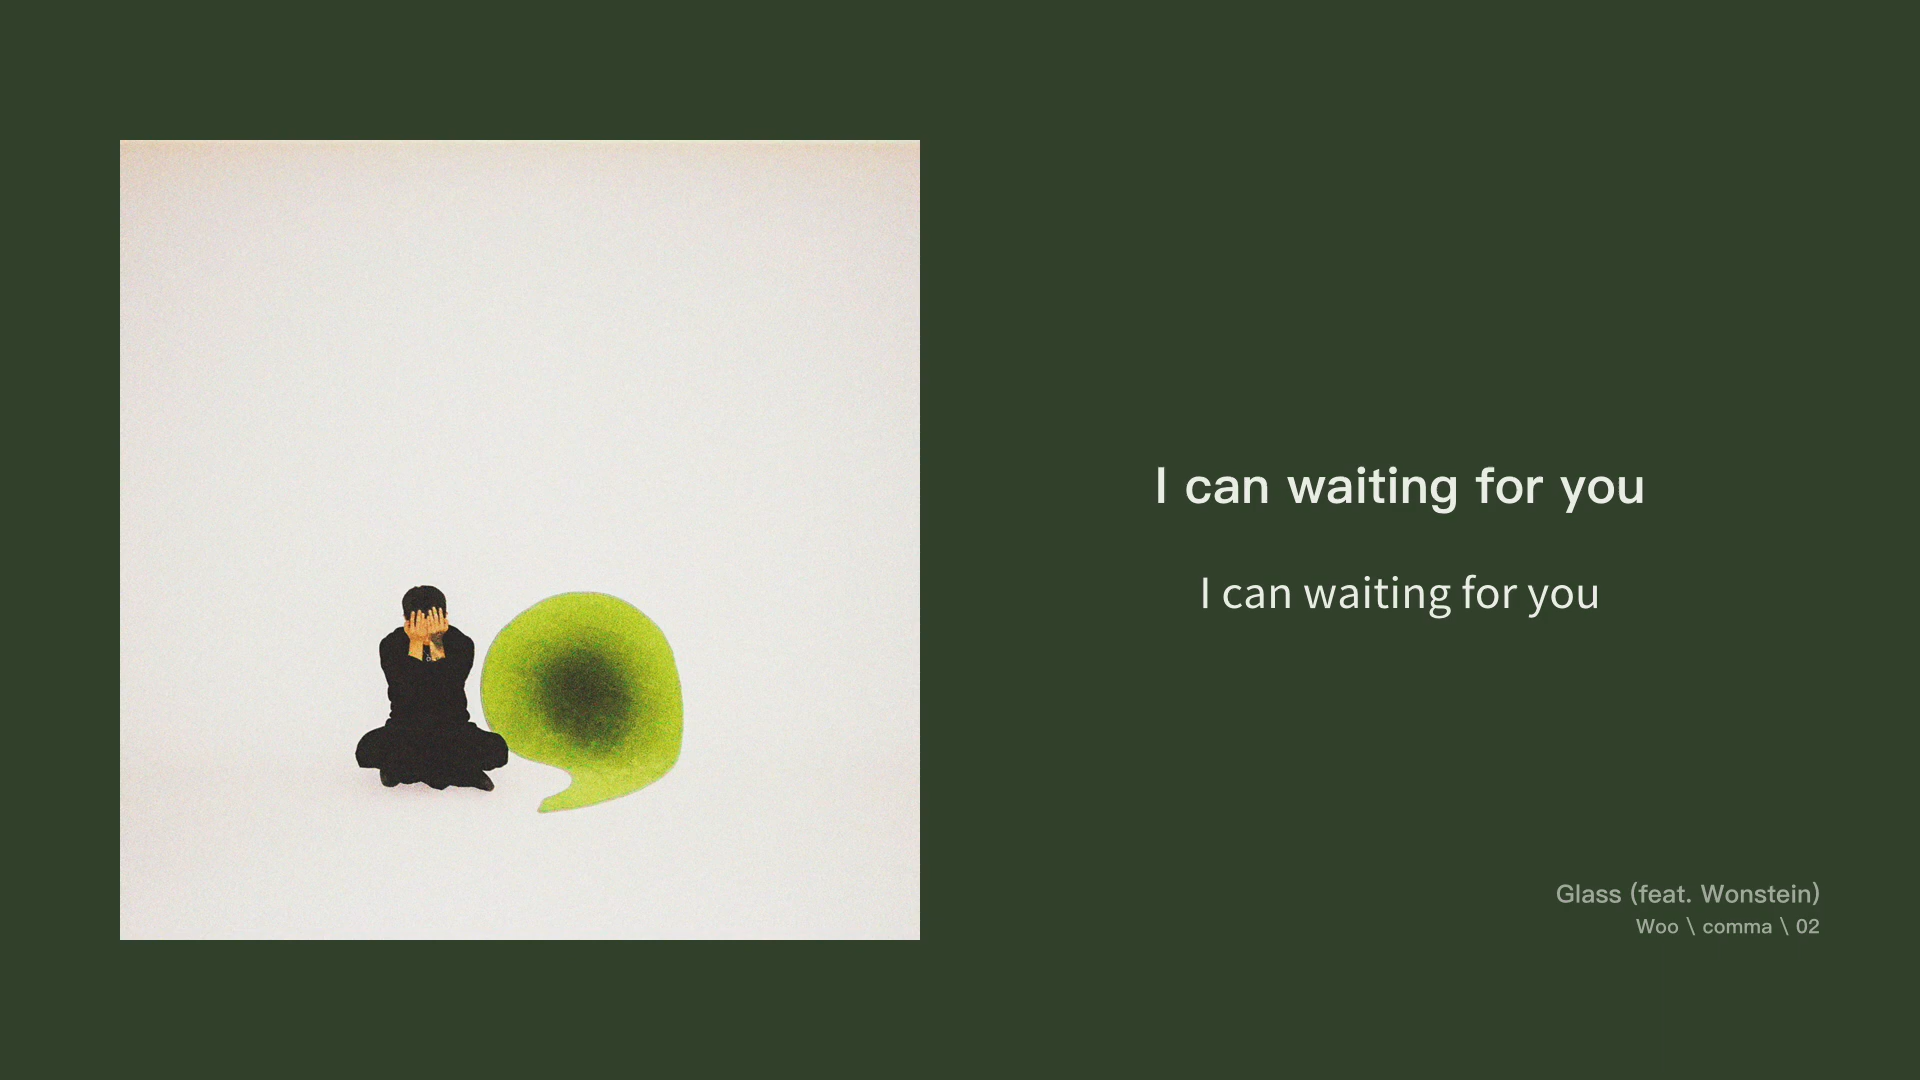 I can waiting for you
I can waiting for you
Glass (feat. Wonstein)
Woo \ comma \ 02